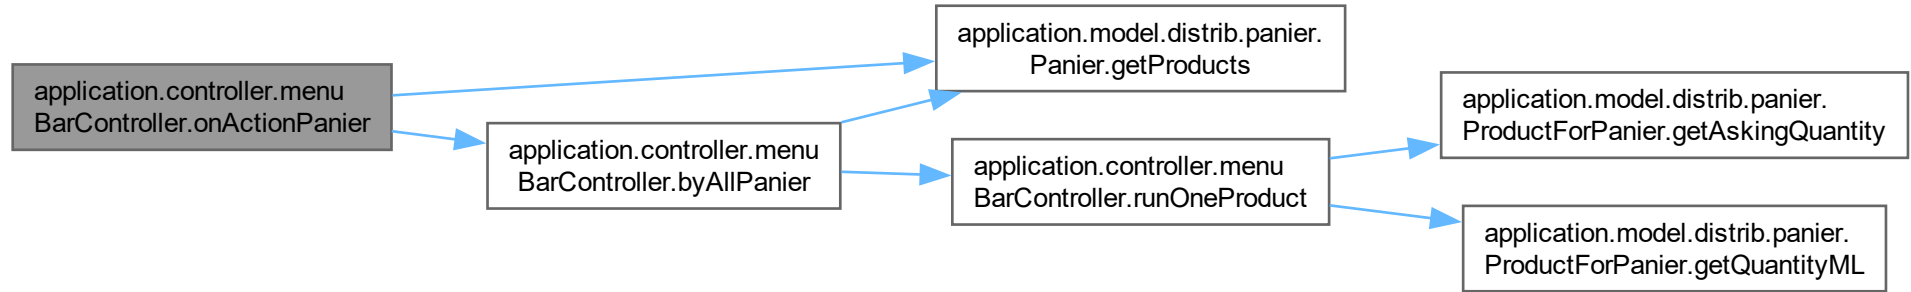 application.controller.menu
BarController.onActionPanier
application.model.distrib.panier.
Panier.getProducts
application.controller.menu
BarController.byAllPanier
application.controller.menu
BarController.runOneProduct
application.model.distrib.panier.
ProductForPanier.getAskingQuantity
application.model.distrib.panier.
ProductForPanier.getQuantityML